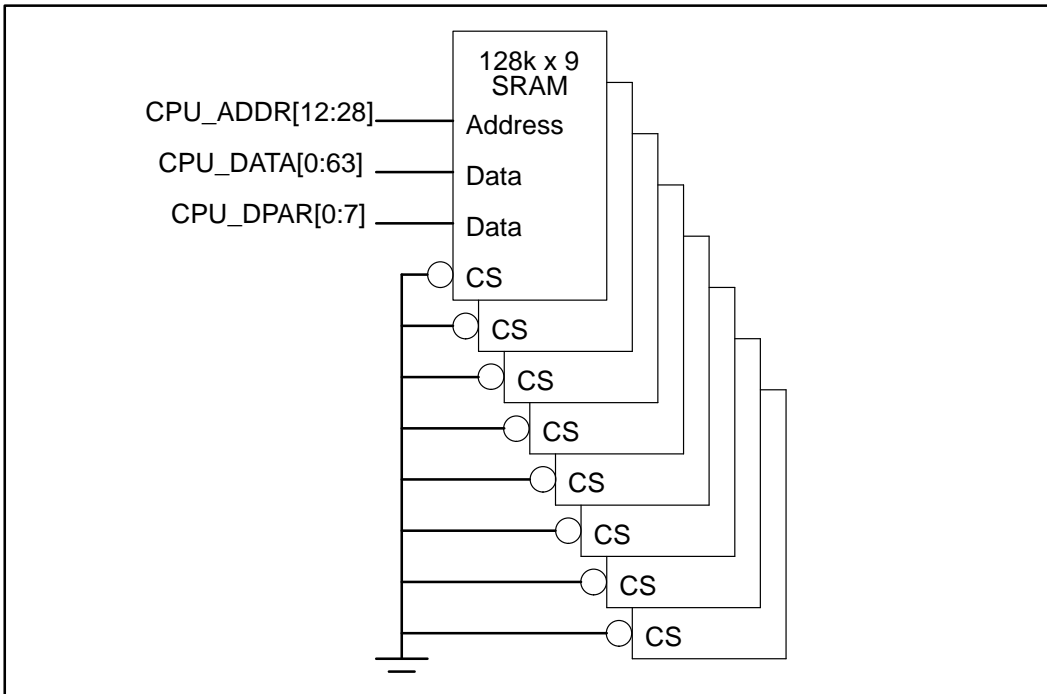 128k x 9
SRAM
CPU_ADDR[12:28]
Address
CPU_DATA[0:63]
Data
CPU_DPAR[0:7]
Data
CS
CS
CS
CS
CS
CS
CS
CS